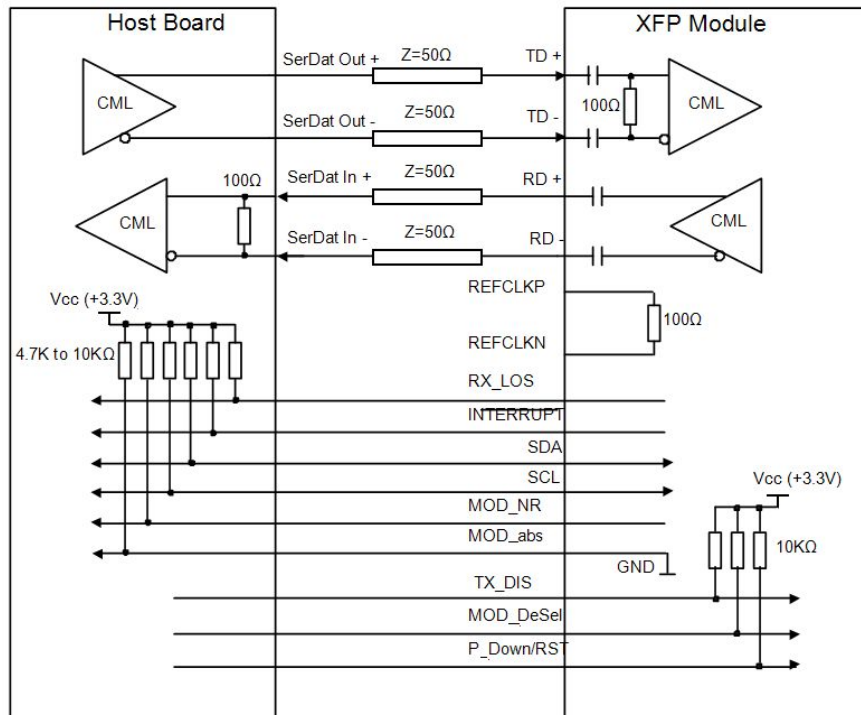 Host Board
XFP Module
SerDat Out +
Z=50Ω
TD +
CML
100Ω
CML
SerDat Out -
Z=50Ω
TD -
100Ω
SerDat In +
Z=50Ω
RD +
CML
CML
SerDat In -
Z=50Ω
RD -
REFCLKP
Vcc (+3.3V)
100Ω
4.7K to 10KΩ
REFCLKN
RX_LOS
INTERRUPT
SDA
SCL
Vcc (+3.3V)
MOD_NR
MOD_abs
10KΩ
GND
TX_DIS
MOD_DeSel
P_Down/RST